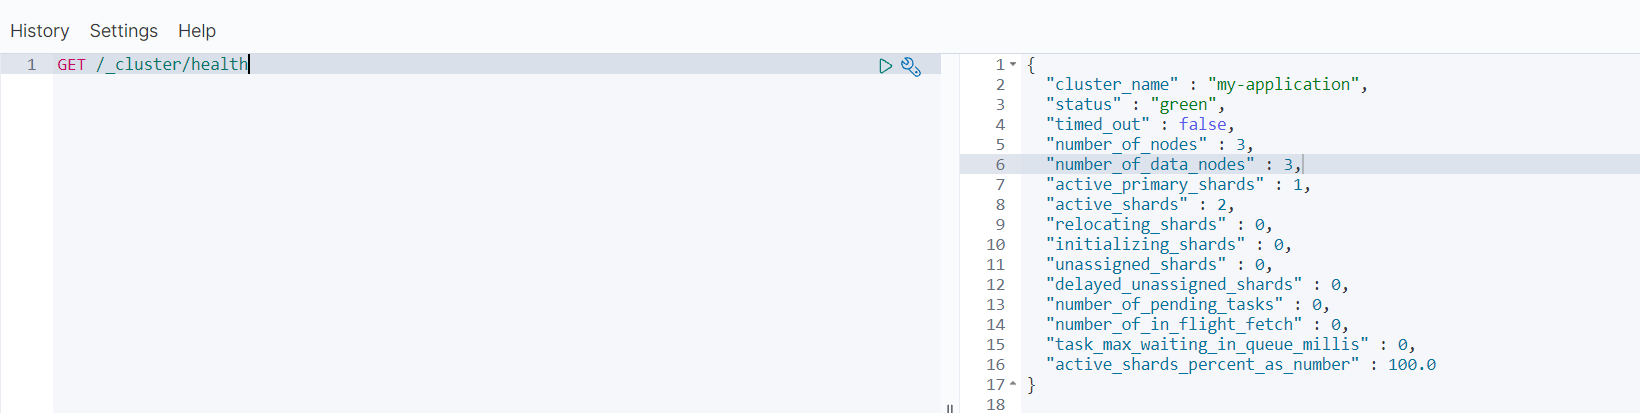 History Settings Help
1 GET /_cluster/health
1 {
2 "cluster_name" : "my-application",
3 "status" : "green",
4 "timed_out" : false,
5 "number_of_nodes" : 3,
6 "number_of_data_nodes" : 3,
7 "active_primary_shards" : 1,
8 "active_shards" : 2,
9 "relocating_shards" : 0,
10 "initializing_shards" : 0,
11 "unassigned_shards" : 0,
12 "delayed_unassigned_shards" : 0,
13 "number_of_pending_tasks" : 0,
14 "number_of_in_flight_fetch" : 0,
15 "task_max_waiting_in_queue_millis" : 0,
16 "active_shards_percent_as_number" : 100.0
17 }
18